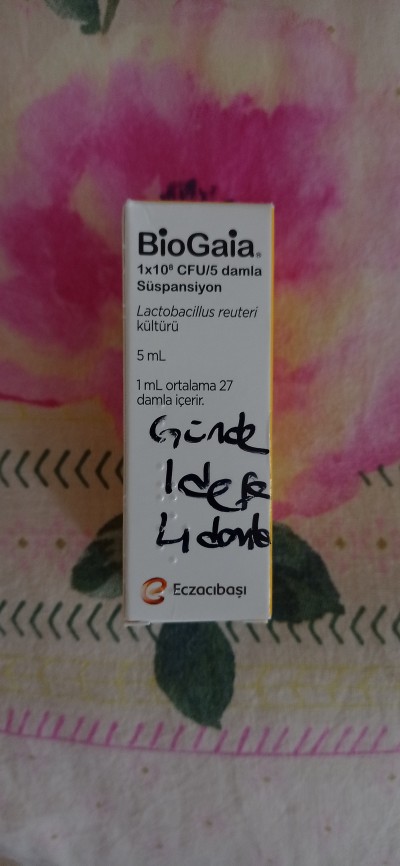 BioGaia®
1x10⁸ CFU/5 damla
Süspansiyon
Lactobacillus reuteri
kültürü
5 mL
1 mL ortalama 27
damla içerir.
Günde
1 defa
4 damla
Eczacıbaşı